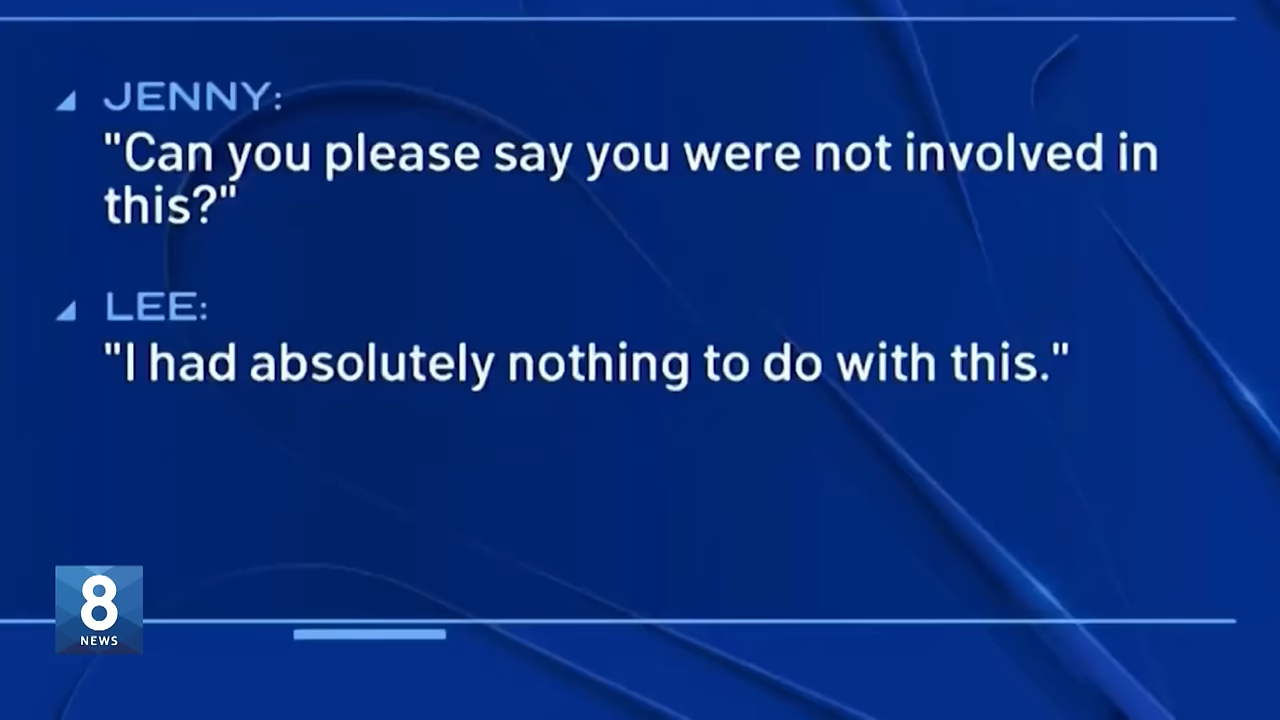 JENNY:
"Can you please say you were not involved in
this?"
LEE:
"I had absolutely nothing to do with this."
8
NEWS